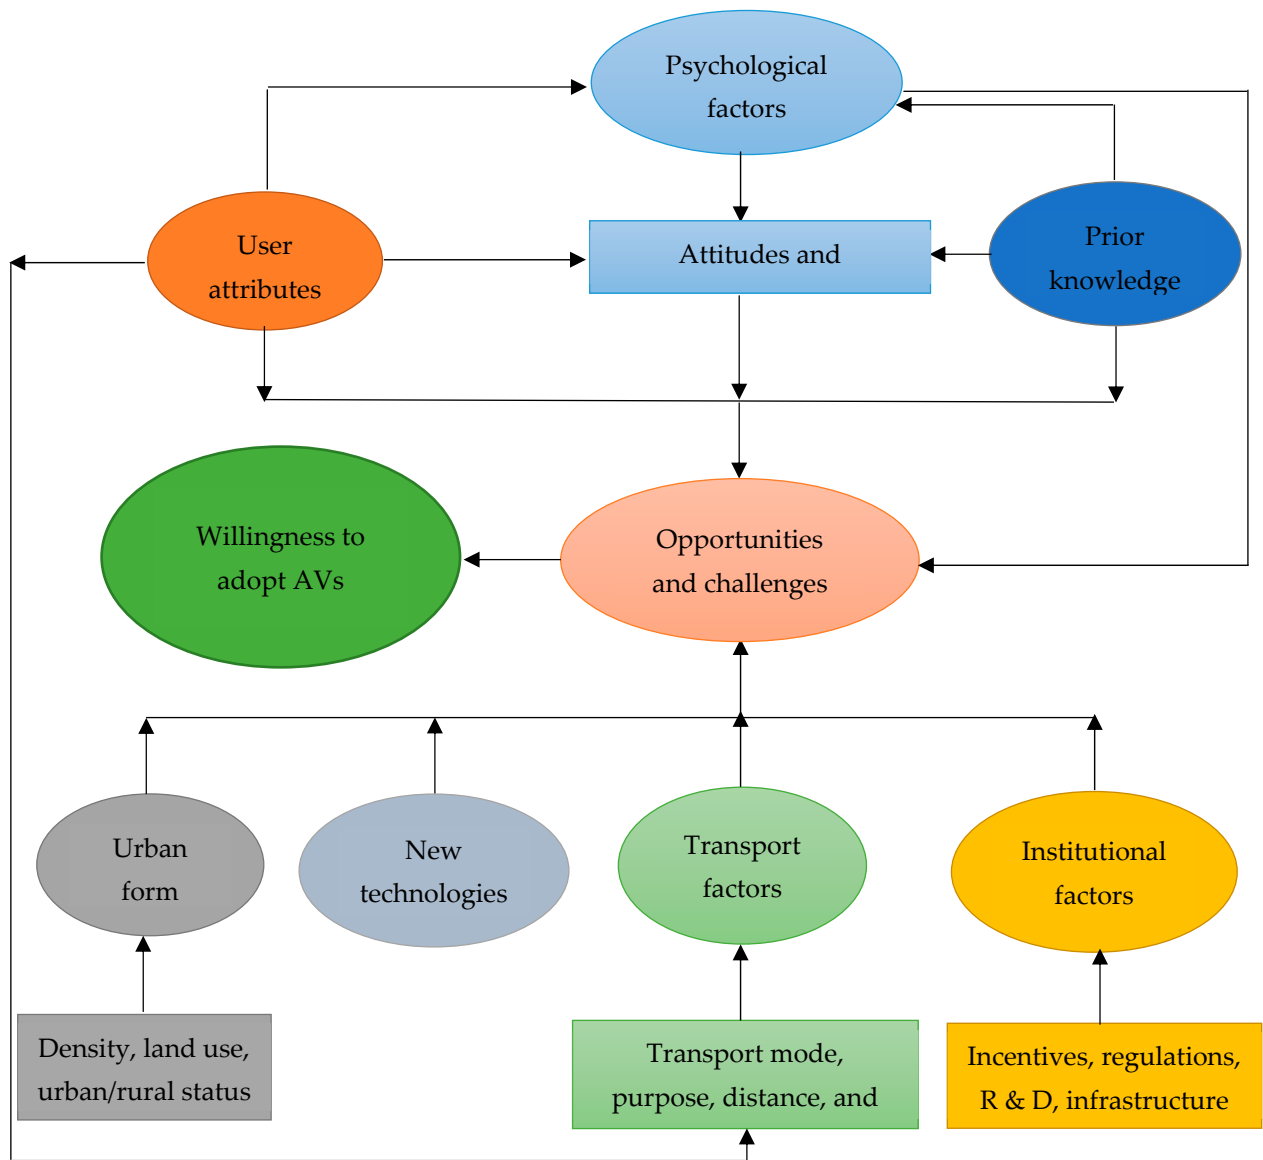 Psychological
factors
User
attributes
Attitudes and
Prior
knowledge
Willingness to
adopt AVs
Opportunities
and challenges
Urban
form
New
technologies
Transport
factors
Institutional
factors
Density, land use,
urban/rural status
Transport mode,
purpose, distance, and
Incentives, regulations,
R & D, infrastructure